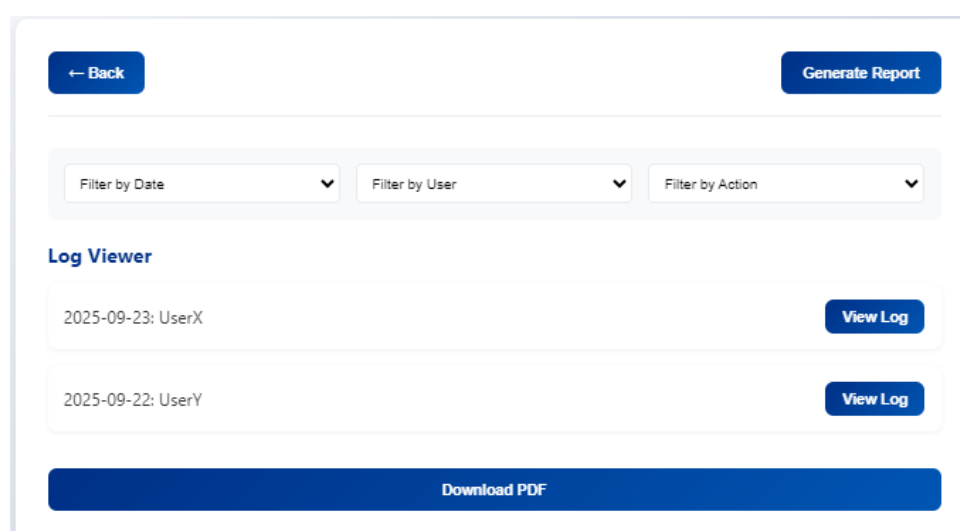 ← Back
Generate Report
Filter by Date
Filter by User
Filter by Action
Log Viewer
2025-09-23: UserX
View Log
2025-09-22: UserY
View Log
Download PDF